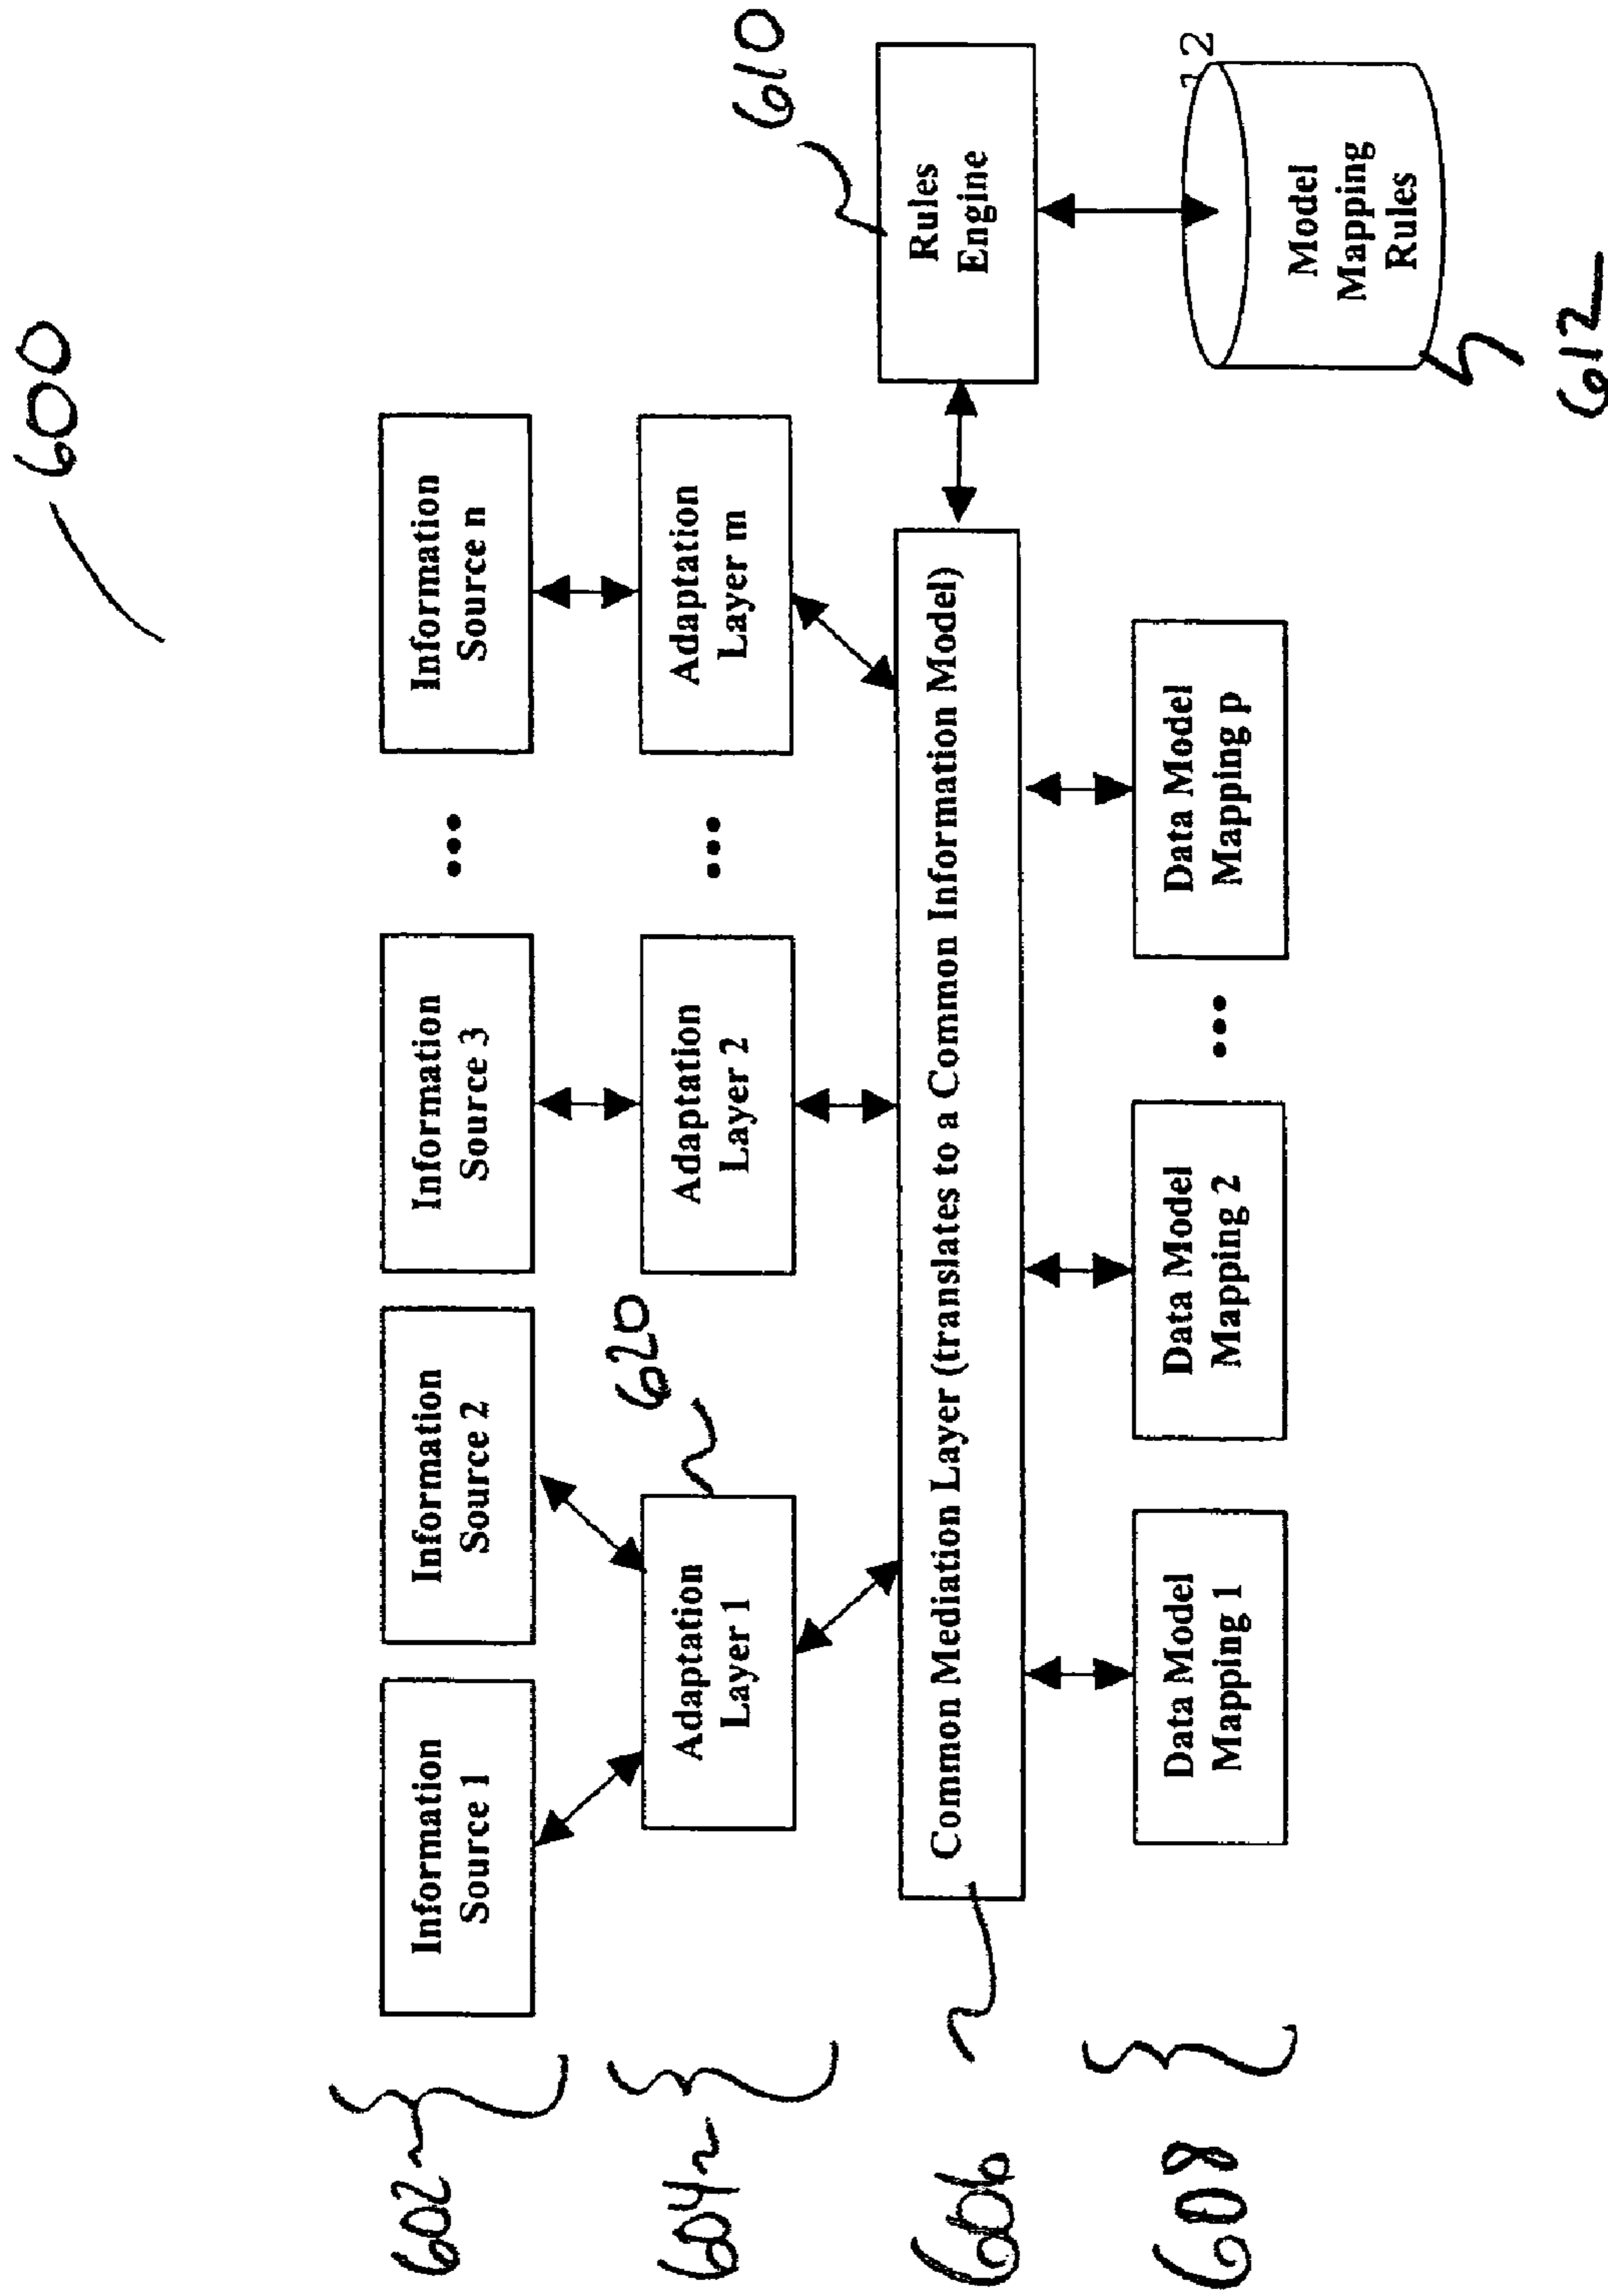 600
602
Information
Source 1
Information
Source 2
Information
Source 3
•••
Information
Source n
604
Adaptation
Layer 1
620
Adaptation
Layer 2
•••
Adaptation
Layer m
610
606
Common Mediation Layer (translates to a Common Information Model)
Rules
Engine
608
Data Model
Mapping 1
Data Model
Mapping 2
•••
Data Model
Mapping p
12
Model
Mapping
Rules
612